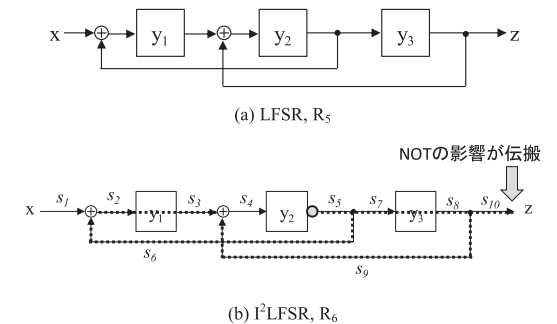 x y₁ y₂ y₃ z
(a) LFSR, R₅
NOTの影響が伝搬
x s₁ s₂ y₁ s₃ s₄ y₂ s₅ s₇ y₃ s₈ s₁₀ z
s₆ s₉
(b) I²LFSR, R₆